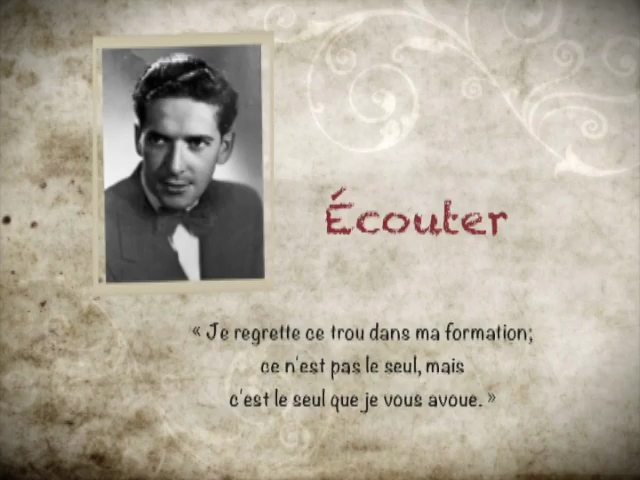 Écouter
« Je regrette ce trou dans ma formation;
ce n'est pas le seul, mais
c'est le seul que je vous avoue. »